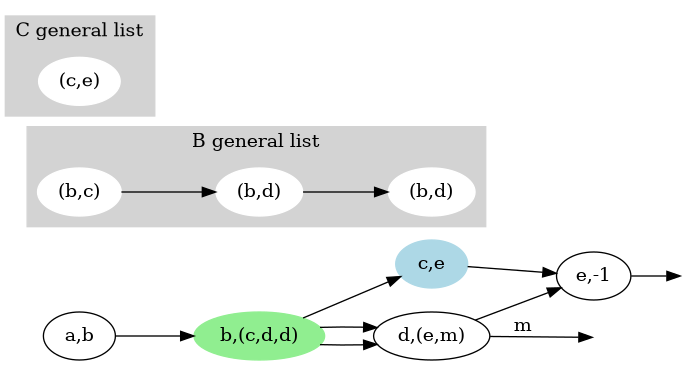 C general list
(c,e)
B general list
(b,c)
(b,d)
(b,d)
c,e
e,-1
a,b
b,(c,d,d)
d,(e,m)
m